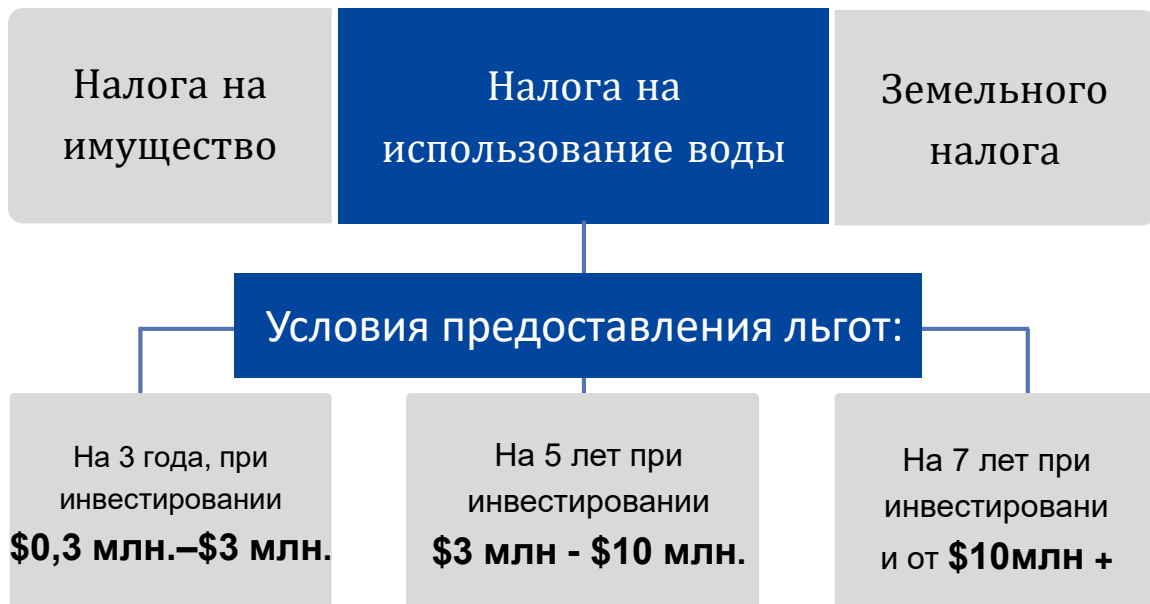 Налога на
имущество
Налога на
использование воды
Земельного
налога
Условия предоставления льгот:
На 3 года, при
инвестировании
$0,3 млн.–$3 млн.
На 5 лет при
инвестировании
$3 млн - $10 млн.
На 7 лет при
инвестировани
и от $10млн +